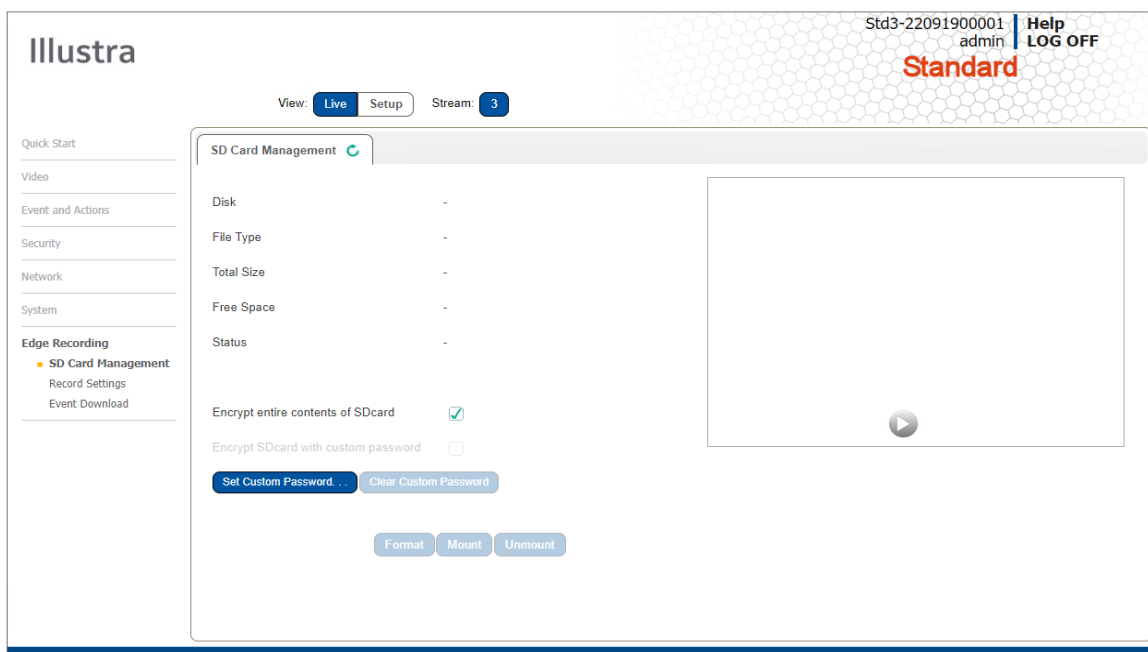 Illustra
Std3-22091900001 Help
admin LOG OFF
Standard
View: Live Setup Stream: 3
Quick Start
Video
Event and Actions
Security
Network
System
Edge Recording
SD Card Management
Record Settings
Event Download
SD Card Management
Disk -
File Type -
Total Size -
Free Space -
Status -
Encrypt entire contents of SDcard
Encrypt SDcard with custom password
Set Custom Password. . . Clear Custom Password
Format Mount Unmount